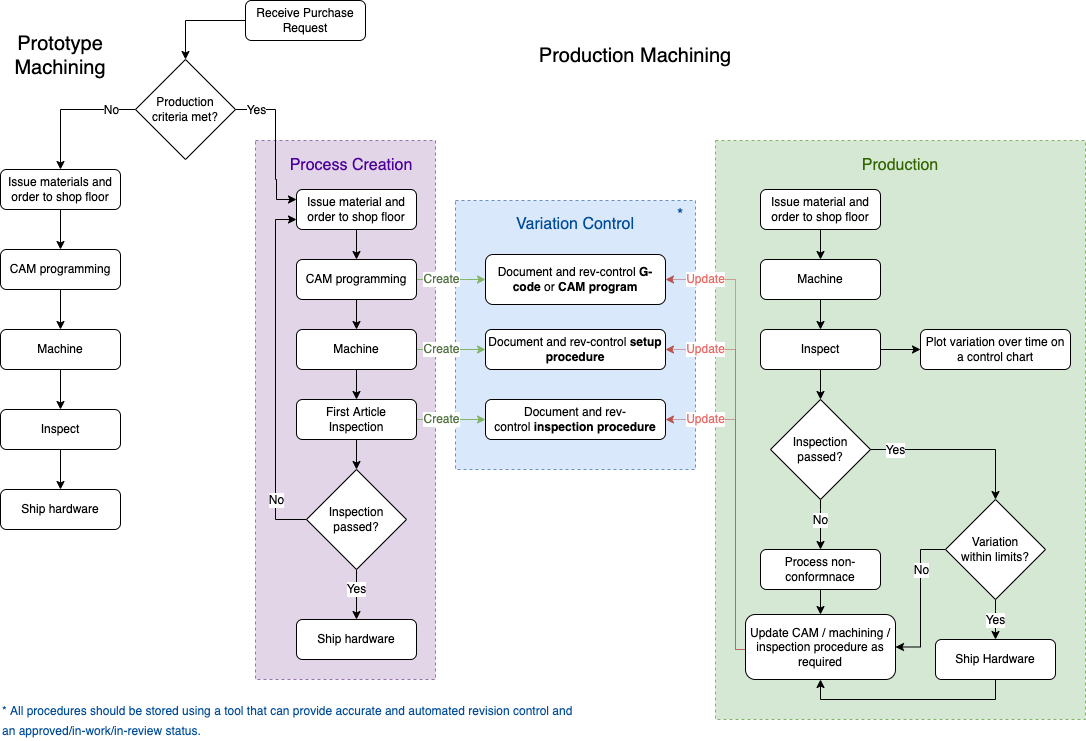 Receive Purchase
Request
Prototype
Machining
Production Machining
Production
criteria met?
No
Yes
Issue materials and
order to shop floor
CAM programming
Machine
Inspect
Ship hardware
Process Creation
Issue material and
order to shop floor
CAM programming
Machine
First Article
Inspection
Inspection
passed?
No
Yes
Ship hardware
Create
Create
Create
*
Variation Control
Document and rev-control G-
code or CAM program
Document and rev-control setup
procedure
Document and rev-
control inspection procedure
Update
Update
Update
Production
Issue material and
order to shop floor
Machine
Inspect
Plot variation over time on
a control chart
Inspection
passed?
Yes
No
Process non-
conformnace
Variation
within limits?
No
Yes
Update CAM / machining /
inspection procedure as
required
Ship Hardware
* All procedures should be stored using a tool that can provide accurate and automated revision control and
an approved/in-work/in-review status.